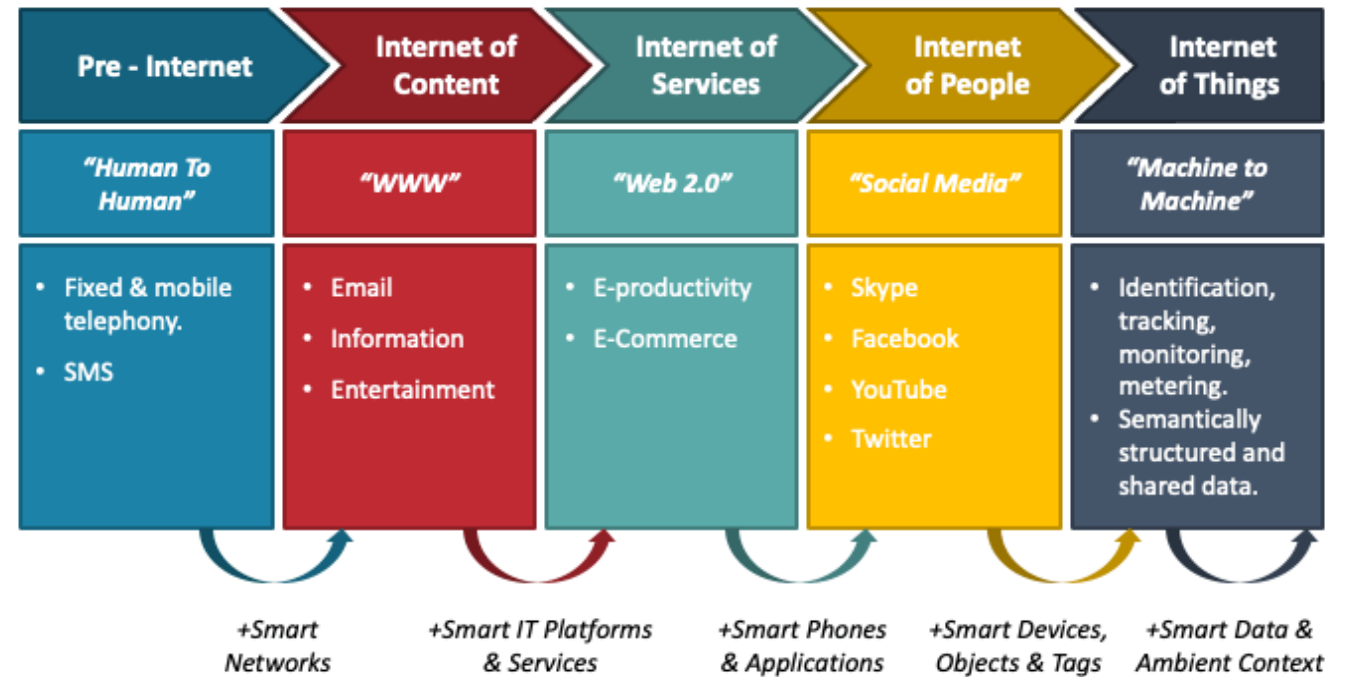 Pre - Internet
Internet of
Content
Internet of
Services
Internet
of People
Internet
of Things
“Human To
Human”
“WWW”
“Web 2.0”
“Social Media”
“Machine to
Machine”
• Fixed & mobile
telephony.
• SMS
• Email
• Information
• Entertainment
• E-productivity
• E-Commerce
• Skype
• Facebook
• YouTube
• Twitter
• Identification,
tracking,
monitoring,
metering.
• Semantically
structured and
shared data.
+Smart
Networks
+Smart IT Platforms
& Services
+Smart Phones
& Applications
+Smart Devices,
Objects & Tags
+Smart Data &
Ambient Context